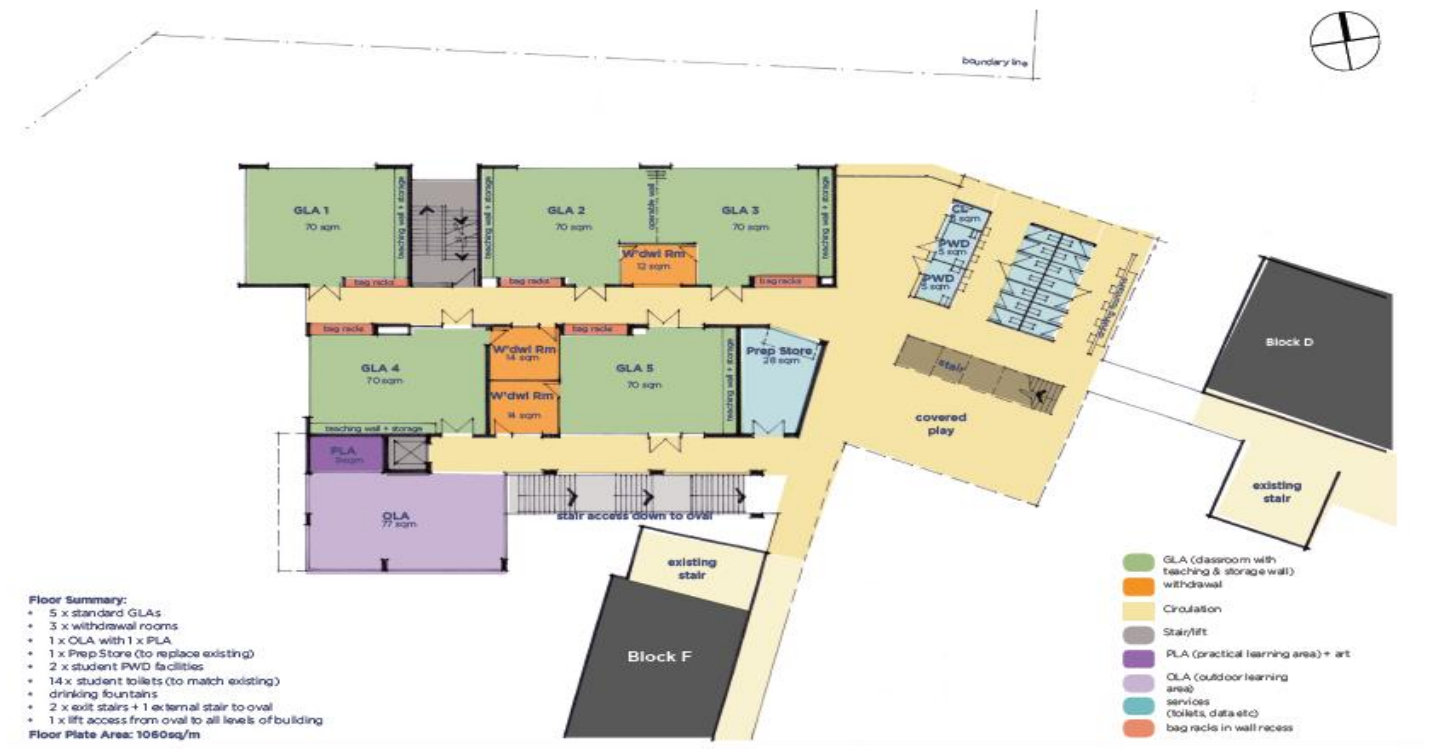 boundary line
GLA 1
70 sqm
teaching wall + storage
bag racks
teaching wall + storage
GLA 2
70 sqm
bag racks
operable wall
W'dwl Rm
12 sqm
GLA 3
70 sqm
bag racks
teaching wall + storage
PWD
5 sqm
PWD
5 sqm
bag racks
GLA 4
70 sqm
teaching wall + storage
W'dwl Rm
14 sqm
W'dwl Rm
14 sqm
bag racks
GLA 5
70 sqm
teaching wall + storage
Prep Store
28 sqm
stair
covered
play
Block D
existing
stair
PLA
OLA
77 sqm
stair access down to oval
existing
stair
Block F
Floor Summary:
• 5 x standard GLAs
• 3 x withdrawal rooms
• 1 x OLA with 1 x PLA
• 1 x Prep Store (to replace existing)
• 2 x student PWD facilities
• 14 x student toilets (to match existing)
• drinking fountains
• 2 x exit stairs + 1 external stair to oval
• 1 x lift access from oval to all levels of building
Floor Plate Area: 1060sq/m
GLA (classroom with
teaching & storage wall)
withdrawal
Circulation
Stair/lift
PLA (practical learning area) + art
OLA (outdoor learning
area)
services
(toilets, data etc)
bag racks in wall recess